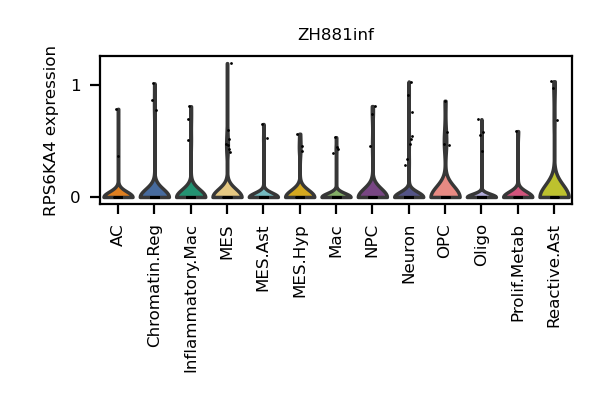 ZH881inf
RPS6KA4 expression
1
0
AC
Chromatin.Reg
Inflammatory.Mac
MES
MES.Ast
MES.Hyp
Mac
NPC
Neuron
OPC
Oligo
Prolif.Metab
Reactive.Ast